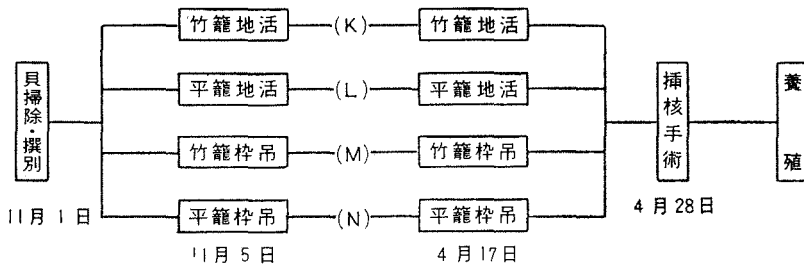 竹籠地活 (K) 竹籠地活
平籠地活 (L) 平籠地活
貝掃除・撰別
挿核手術
養殖
竹籠枠吊 (M) 竹籠枠吊
平籠枠吊 (N) 平籠枠吊
11月1日
4月28日
11月5日
4月17日